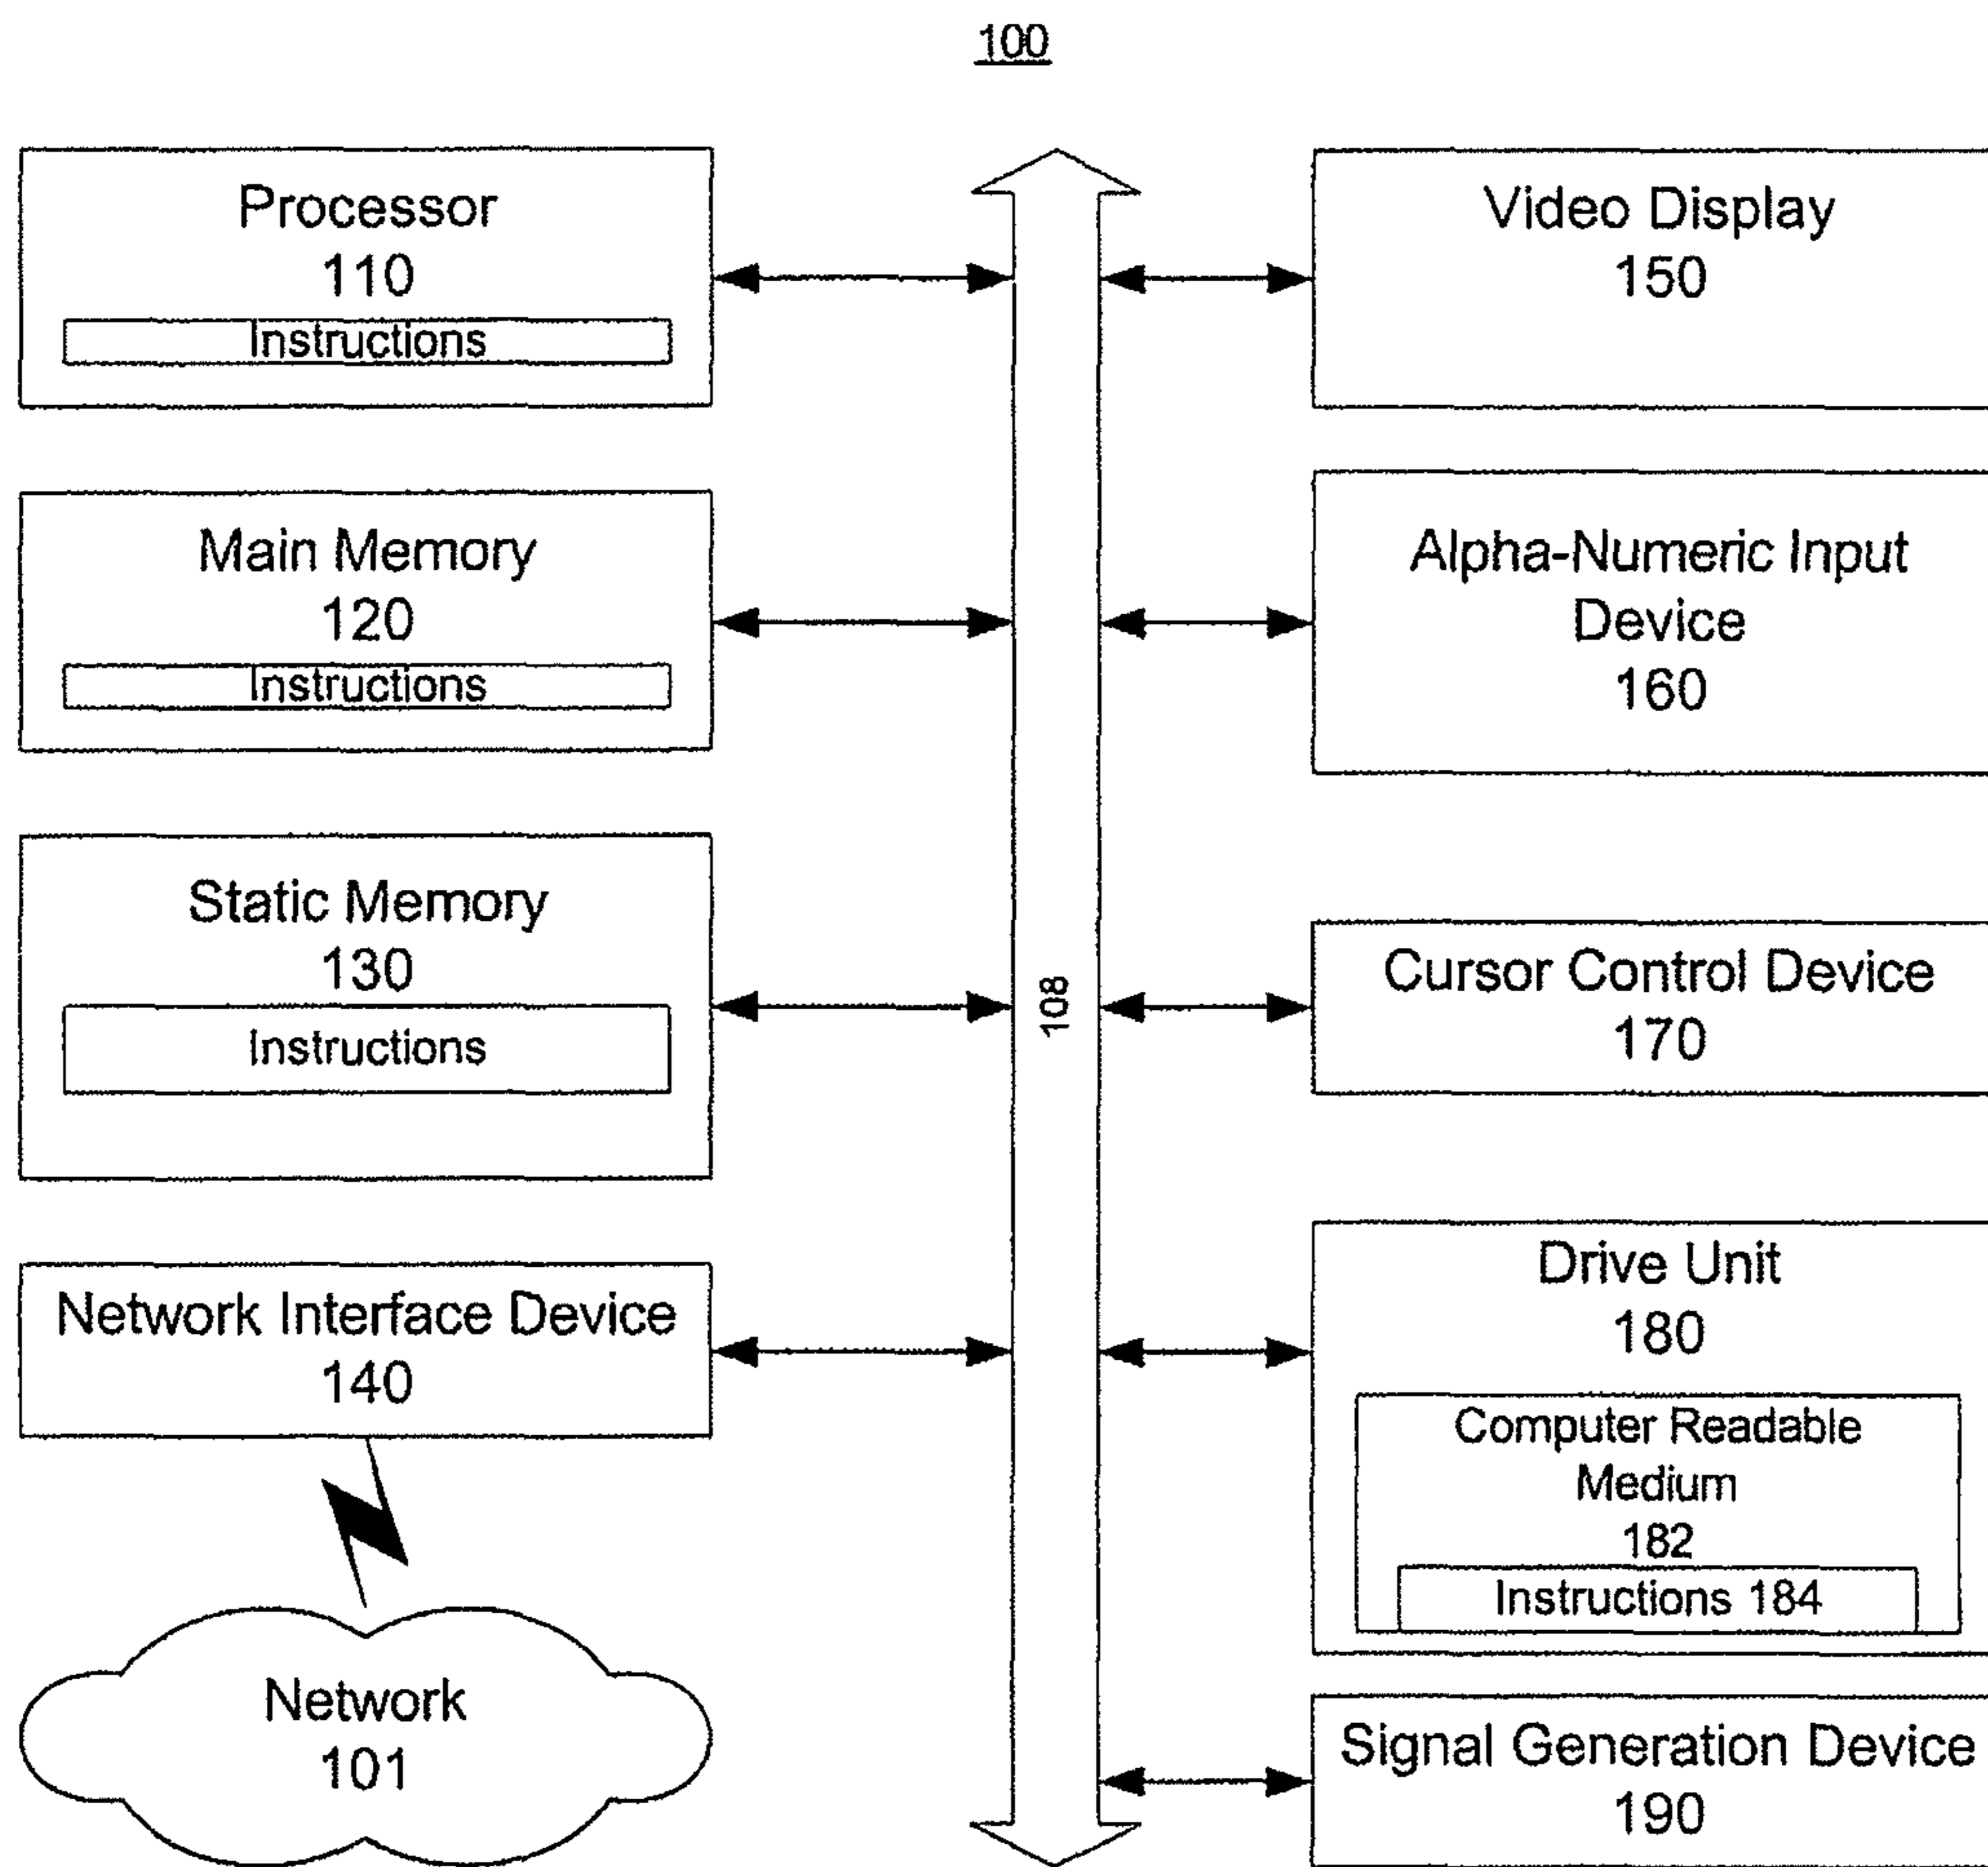 100
Processor
110
Instructions
Main Memory
120
Instructions
Static Memory
130
Instructions
Network Interface Device
140
Network
101
108
Video Display
150
Alpha-Numeric Input
Device
160
Cursor Control Device
170
Drive Unit
180
Computer Readable
Medium
182
Instructions 184
Signal Generation Device
190